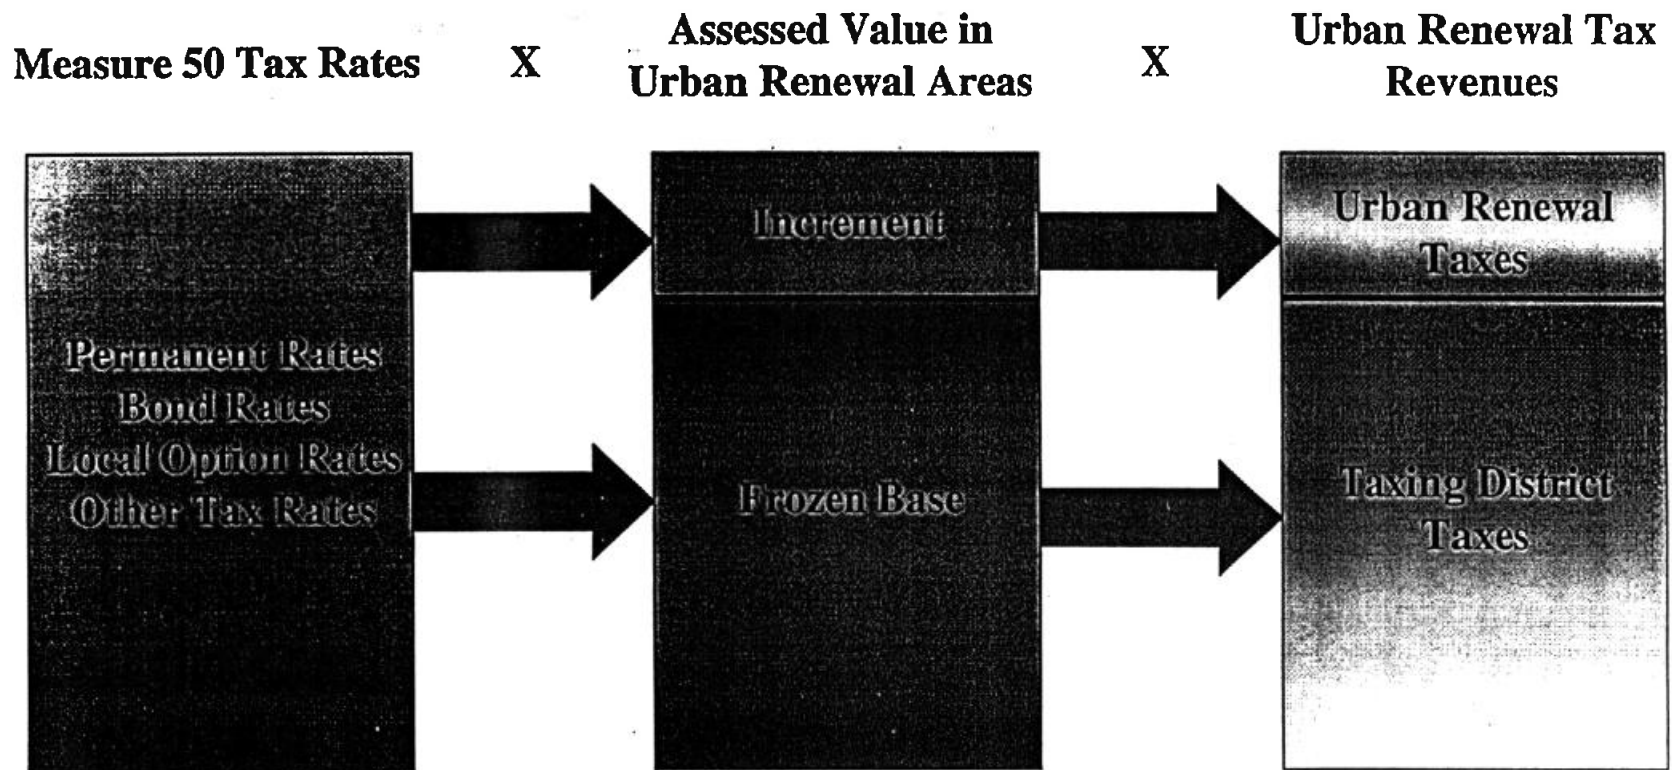 Measure 50 Tax Rates
X
Assessed Value in
Urban Renewal Areas
X
Urban Renewal Tax
Revenues
Permanent Rates
Bond Rates
Local Option Rates
Other Tax Rates
Increment
Frozen Base
Urban Renewal
Taxes
Taxing District
Taxes